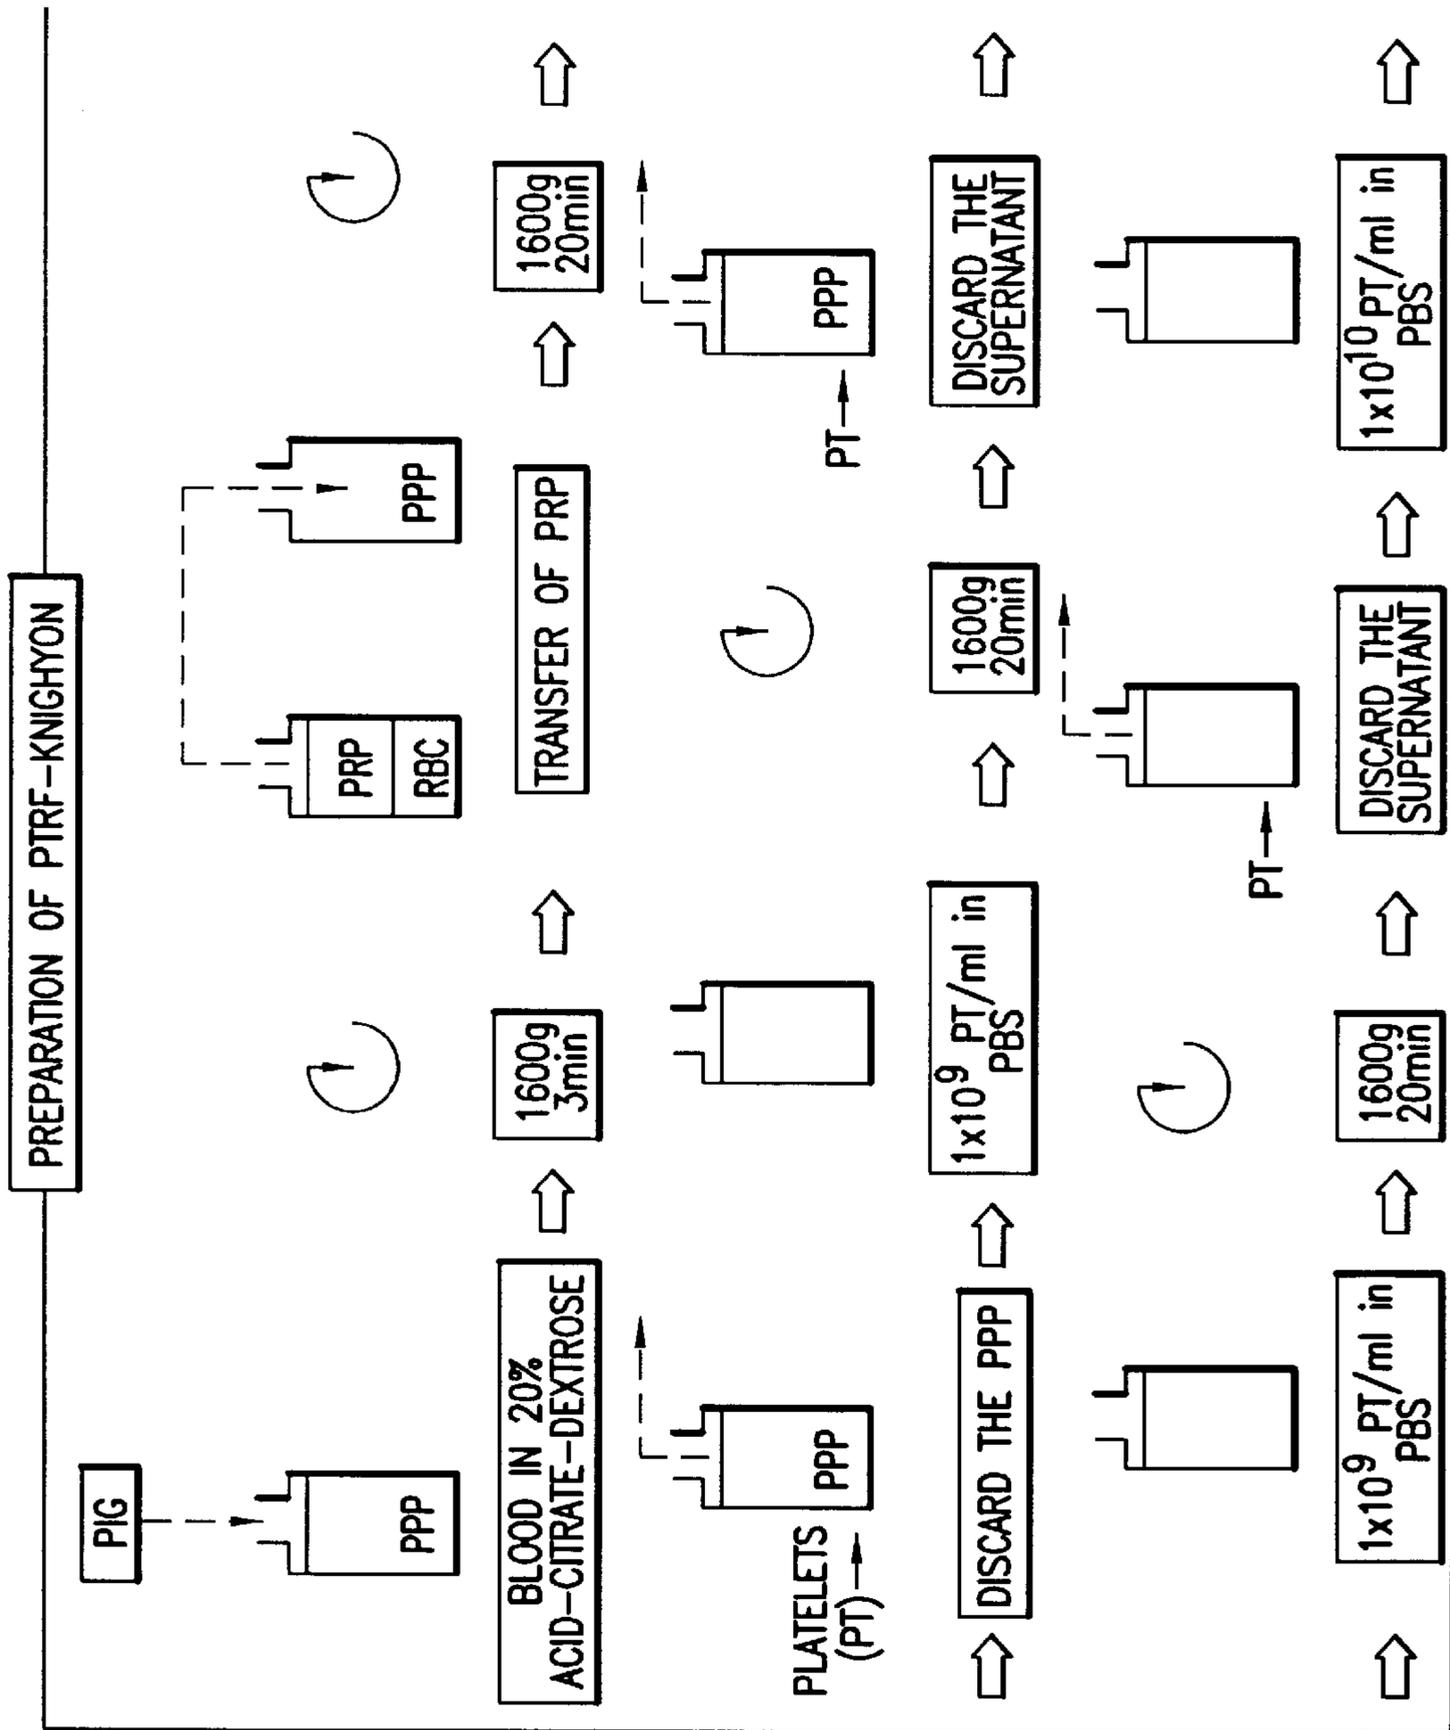 PREPARATION OF PTRF-KNIGHYON
PIG
PPP
PRP
RBC
PPP
BLOOD IN 20%
ACID-CITRATE-DEXTROSE
1600g
3min
TRANSFER OF PRP
1600g
20min
PLATELETS
(PT)
PPP
PT
PPP
DISCARD THE PPP
1x10⁹ PT/ml in
PBS
1600g
20min
DISCARD THE
SUPERNATANT
PT
1x10⁹ PT/ml in
PBS
1600g
20min
DISCARD THE
SUPERNATANT
1x10¹⁰ PT/ml in
PBS